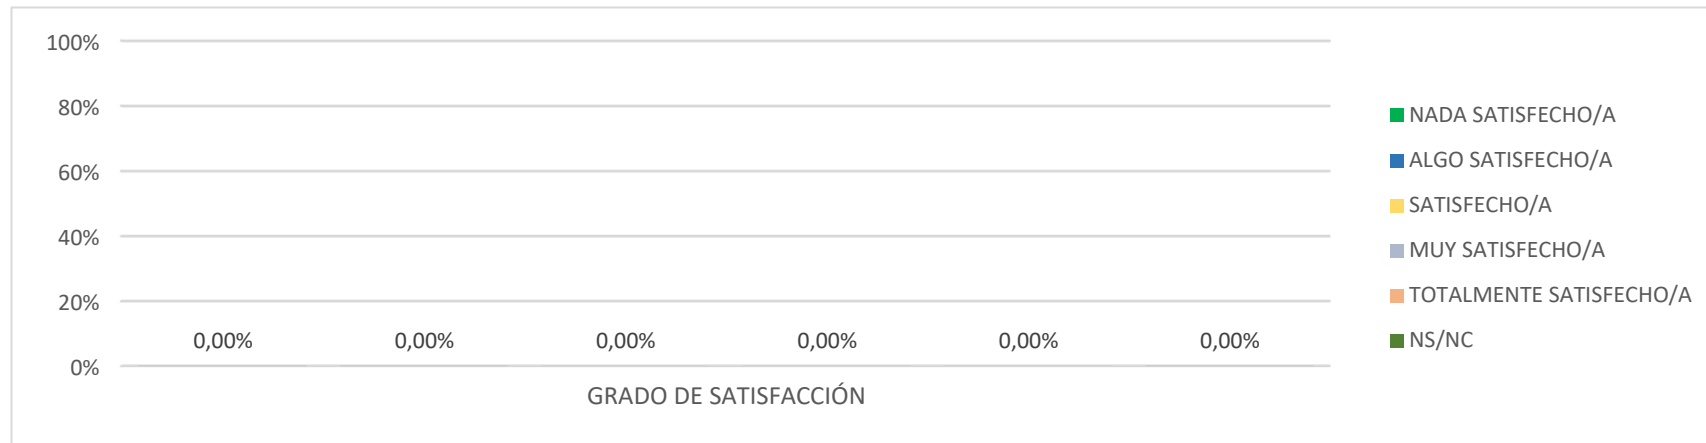 100%
80%
60%
40%
20%
0%
0,00% 0,00% 0,00% 0,00% 0,00% 0,00%
GRADO DE SATISFACCIÓN
NADA SATISFECHO/A
ALGO SATISFECHO/A
SATISFECHO/A
MUY SATISFECHO/A
TOTALMENTE SATISFECHO/A
NS/NC